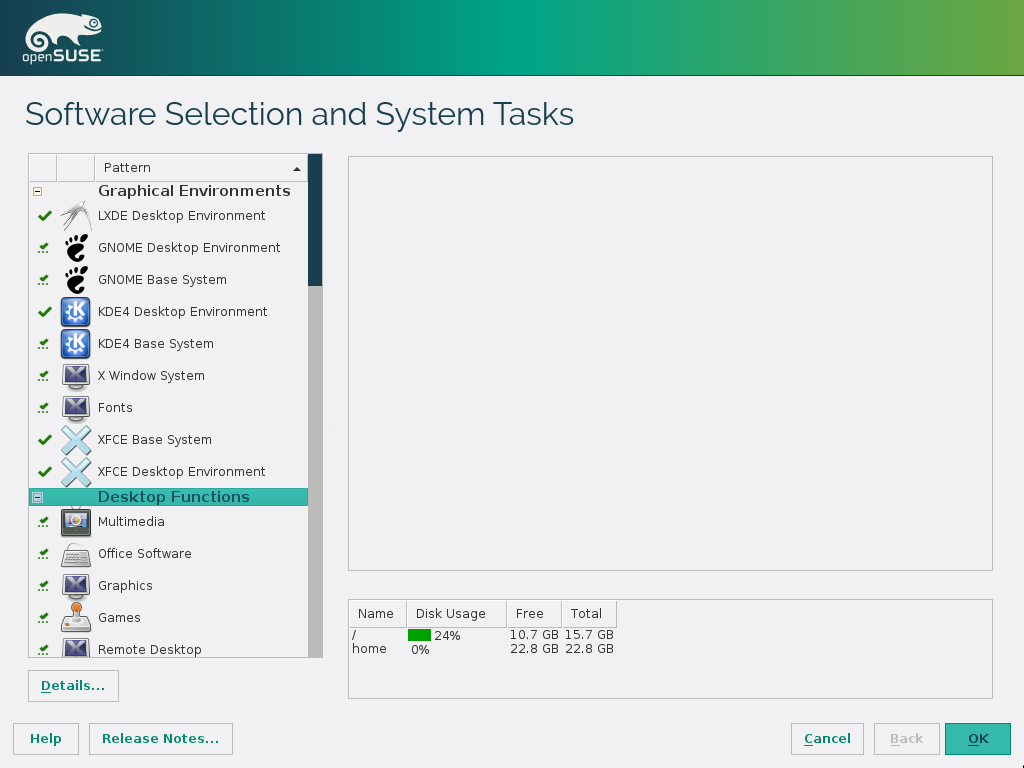 openSUSE
Software Selection and System Tasks
Pattern
Graphical Environments
LXDE Desktop Environment
GNOME Desktop Environment
GNOME Base System
KDE4 Desktop Environment
KDE4 Base System
X Window System
Fonts
XFCE Base System
XFCE Desktop Environment
Desktop Functions
Multimedia
Office Software
Graphics
Games
Remote Desktop
Name Disk Usage Free Total
/ 24% 10.7 GB 15.7 GB
home 0% 22.8 GB 22.8 GB
Details...
Help Release Notes... Cancel Back OK